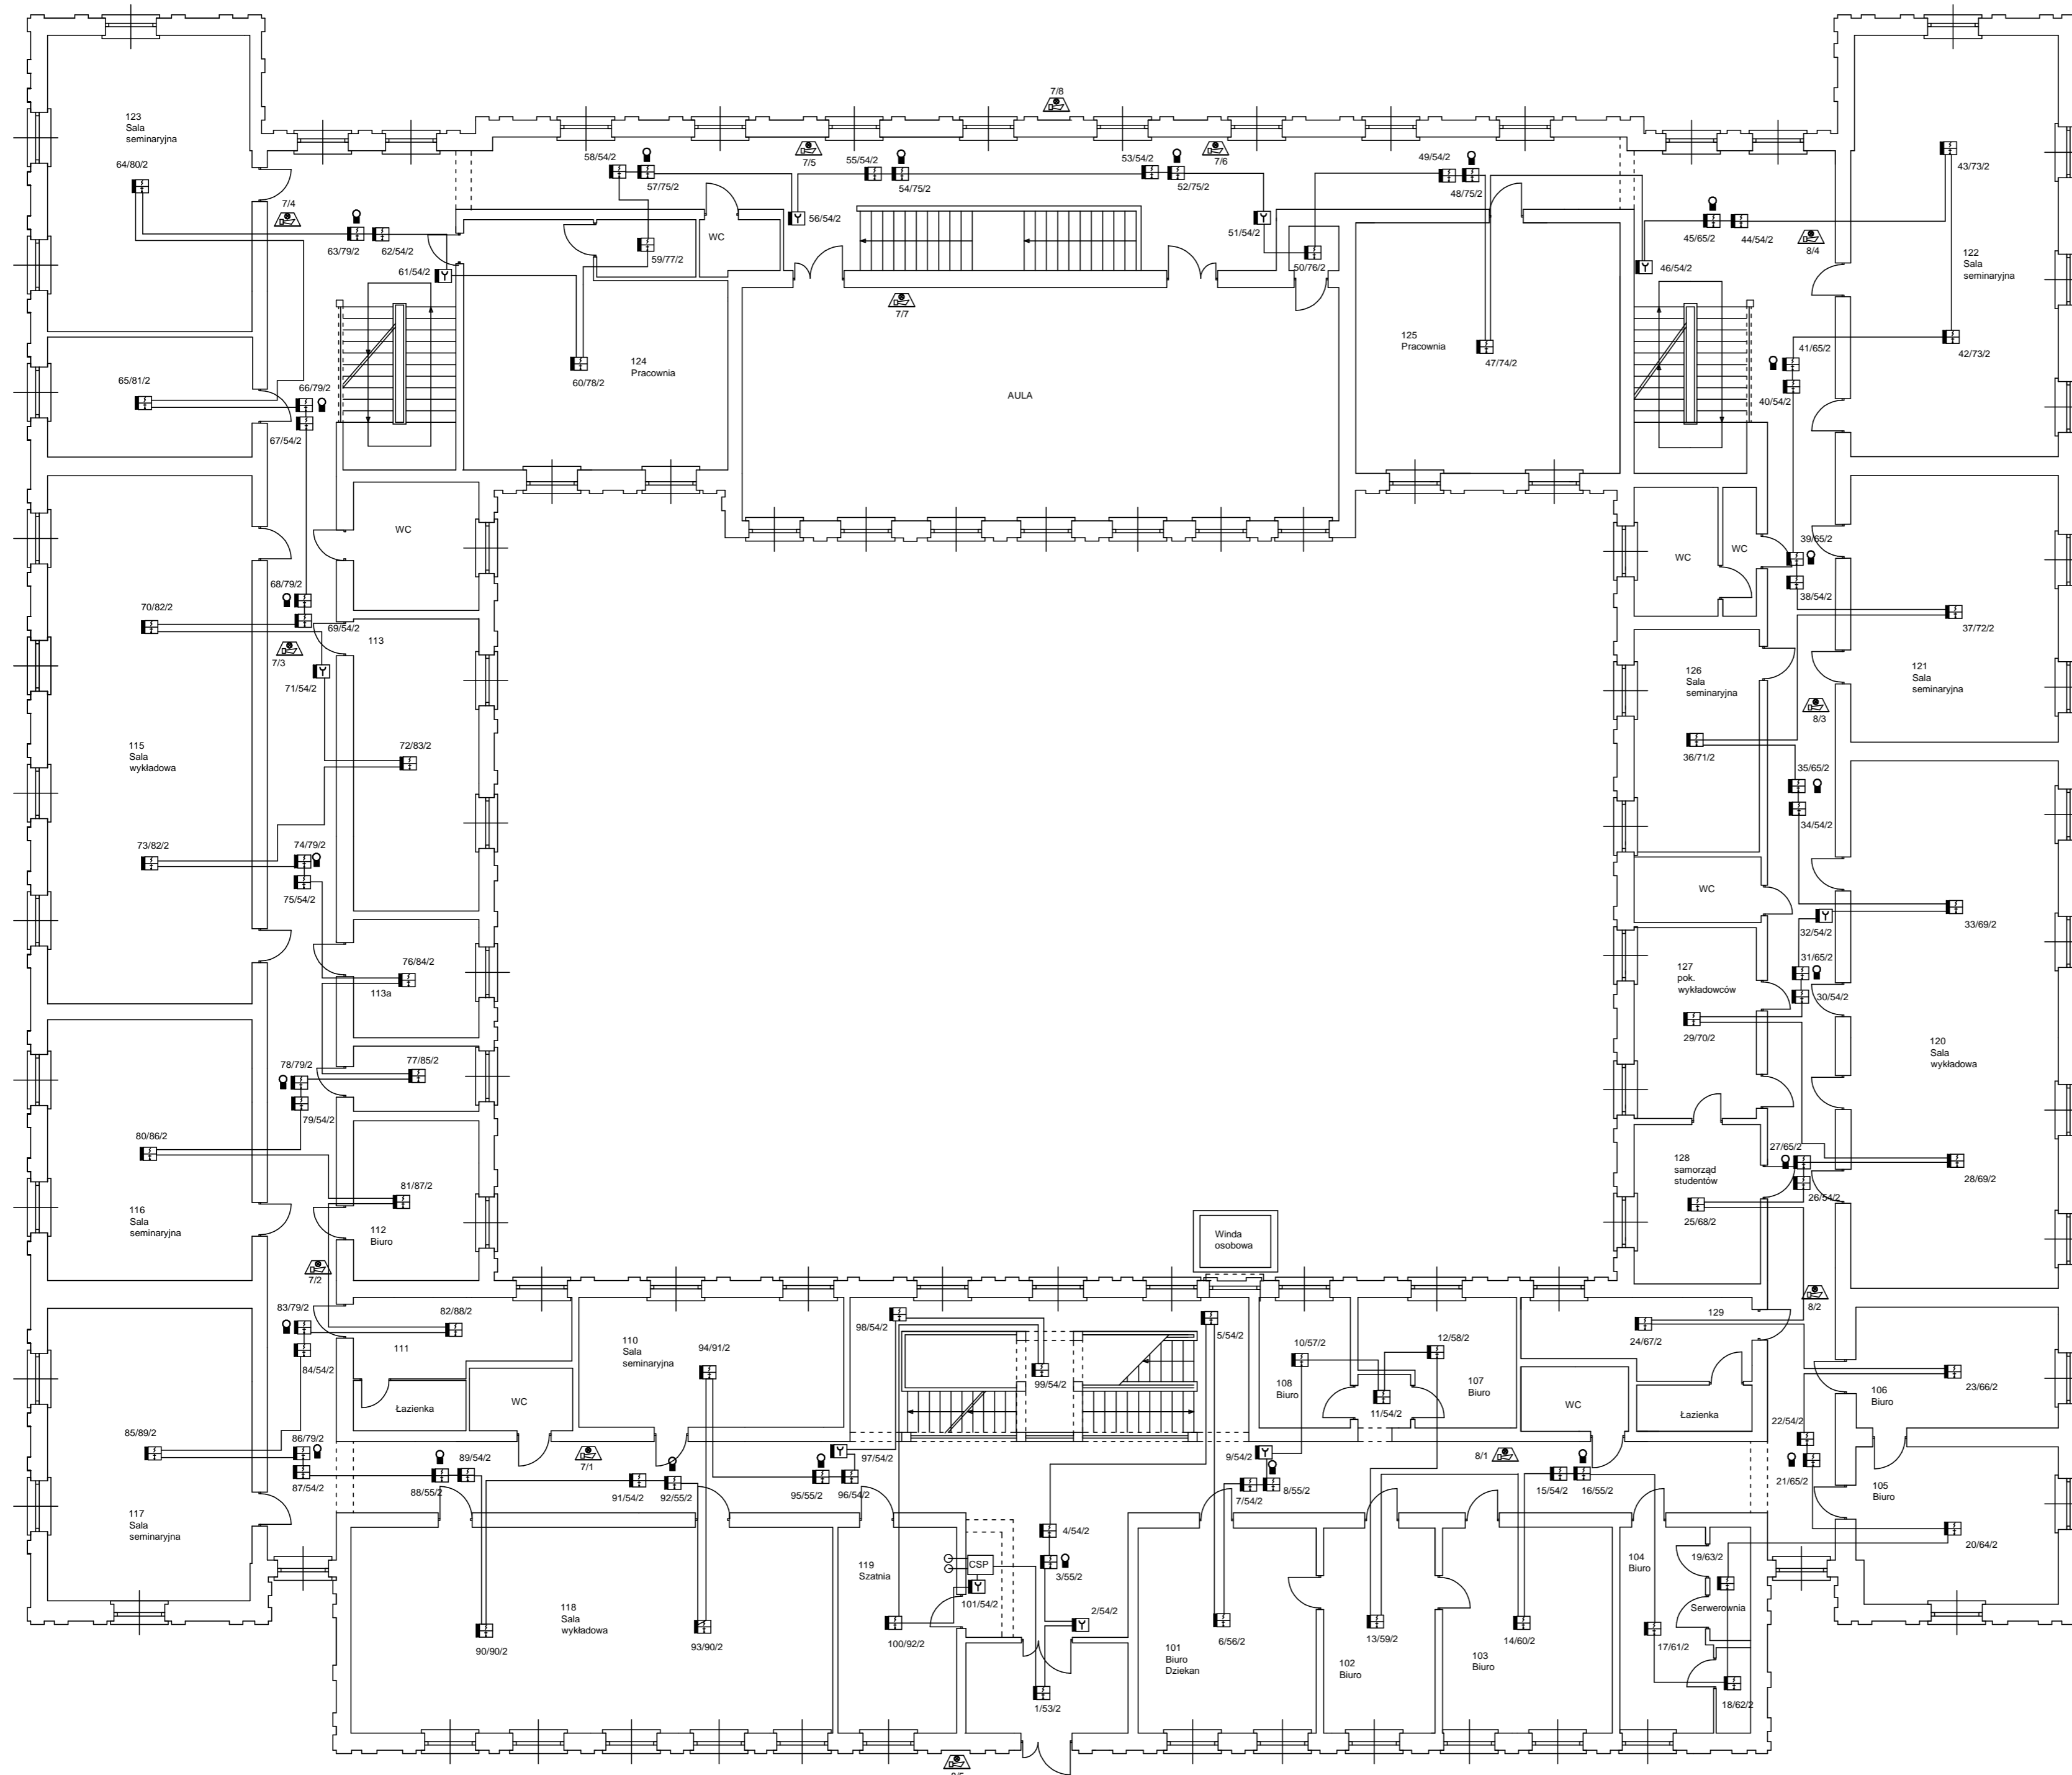 7/8
123
Sala
seminaryjna
64/80/2
7/4
63/79/2
62/54/2
61/54/2
58/54/2
57/75/2
7/5
55/54/2
54/75/2
56/54/2
53/54/2
52/75/2
7/6
51/54/2
49/54/2
48/75/2
50/76/2
WC
59/77/2
7/7
45/65/2
44/54/2
8/4
46/54/2
43/73/2
122
Sala
seminaryjna
42/73/2
41/65/2
40/54/2
65/81/2
66/79/2
67/54/2
60/78/2
124
Pracownia
AULA
125
Pracownia
47/74/2
WC
WC
WC
39/65/2
38/54/2
37/72/2
121
Sala
seminaryjna
68/79/2
69/54/2
70/82/2
7/3
71/54/2
113
115
Sala
wykładowa
72/83/2
73/82/2
74/79/2
75/54/2
76/84/2
113a
126
Sala
seminaryjna
36/71/2
8/3
35/65/2
34/54/2
WC
33/69/2
32/54/2
31/65/2
30/54/2
127
pok.
wykładowców
29/70/2
120
Sala
wykładowa
78/79/2
79/54/2
77/85/2
80/86/2
81/87/2
116
Sala
seminaryjna
112
Biuro
7/2
128
samorząd
studentów
27/65/2
26/54/2
28/69/2
25/68/2
Winda
osobowa
8/2
83/79/2
84/54/2
82/88/2
111
Łazienka
WC
110
Sala
seminaryjna
94/91/2
98/54/2
99/54/2
5/54/2
10/57/2
108
Biuro
11/54/2
12/58/2
107
Biuro
WC
129
24/67/2
Łazienka
106
Biuro
23/66/2
22/54/2
21/65/2
105
Biuro
20/64/2
85/89/2
86/79/2
87/54/2
88/55/2
89/54/2
7/1
91/54/2
92/55/2
95/55/2
96/54/2
97/54/2
9/54/2
7/54/2
8/55/2
8/1
15/54/2
16/55/2
117
Sala
seminaryjna
118
Sala
wykładowa
90/90/2
93/90/2
119
Szatnia
100/92/2
CSP
101/54/2
4/54/2
3/55/2
2/54/2
1/53/2
101
Biuro
Dziekan
6/56/2
102
Biuro
13/59/2
103
Biuro
14/60/2
104
Biuro
17/61/2
19/63/2
Serwerownia
18/62/2